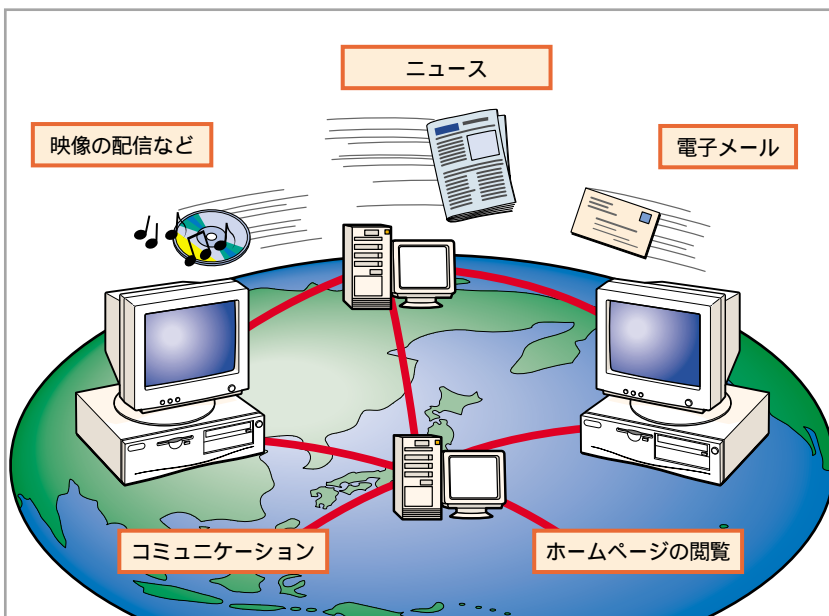 ニュース
映像の配信など
電子メール
コミュニケーション
ホームページの閲覧